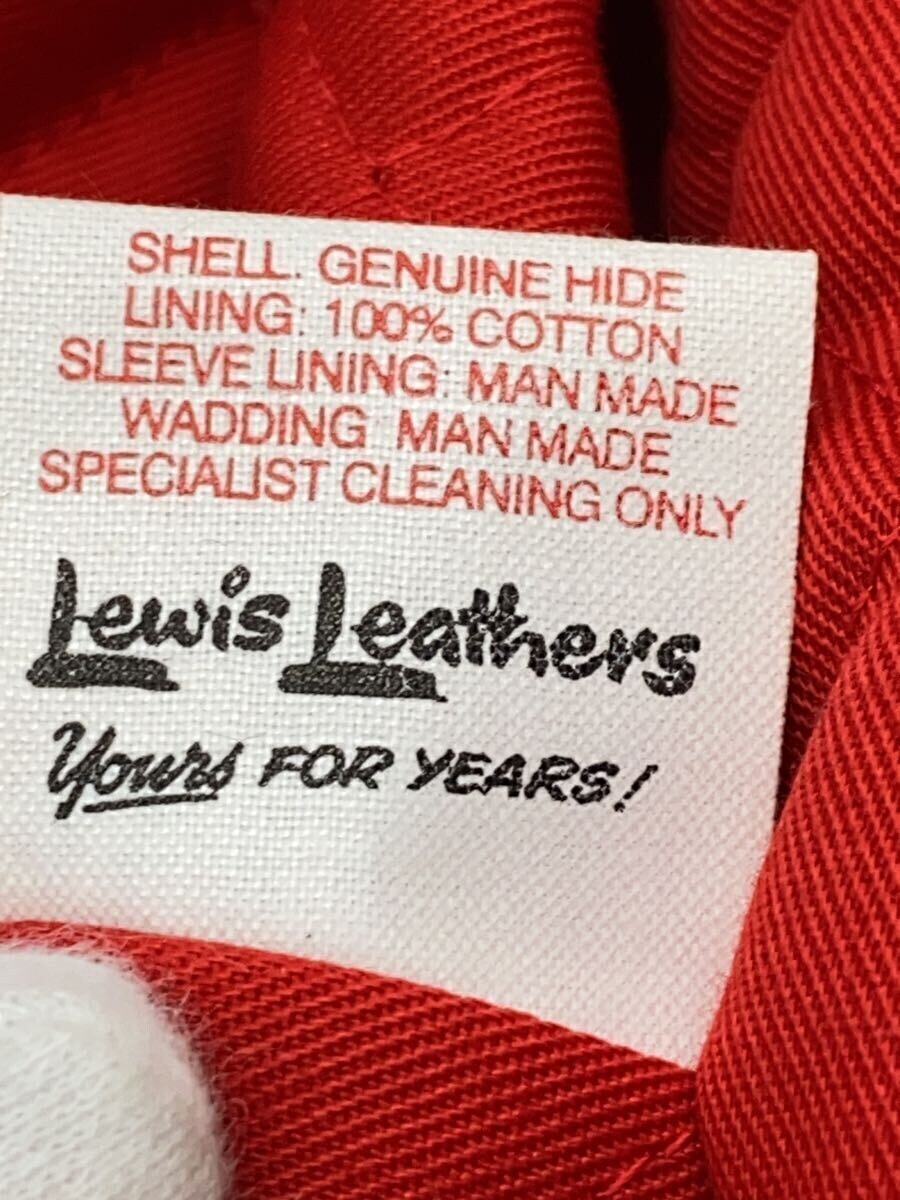 SHELL. GENUINE HIDE
LINING: 100% COTTON
SLEEVE LINING: MAN MADE
WADDING MAN MADE
SPECIALIST CLEANING ONLY
Lewis Leathers
Yours FOR YEARS!